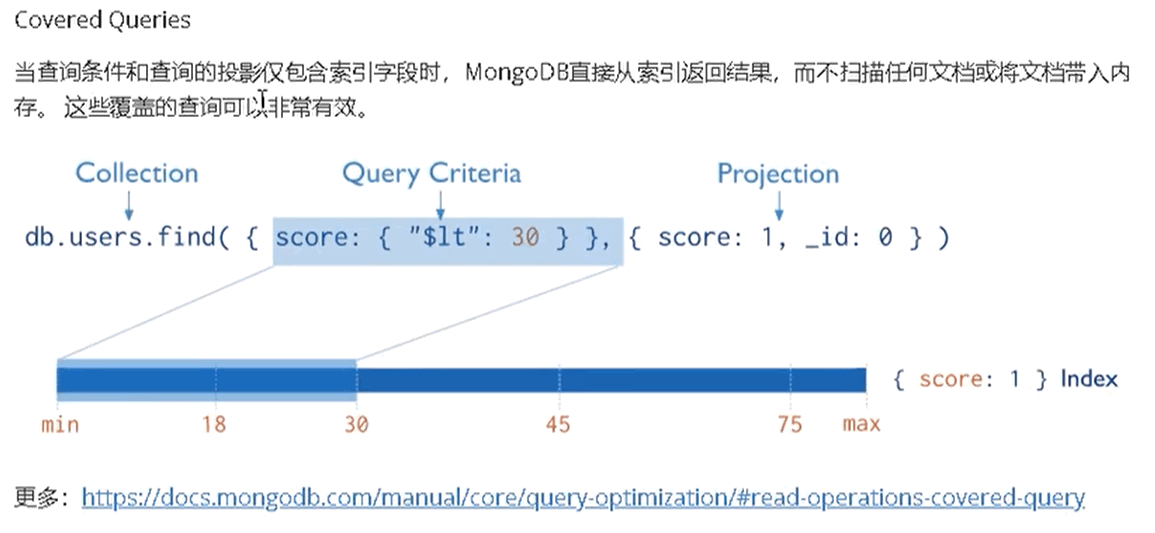 Covered Queries
当查询条件和查询的投影仅包含索引字段时，MongoDB直接从索引返回结果，而不扫描任何文档或将文档带入内
存。 这些覆盖的查询可以非常有效。
Collection Query Criteria Projection
db.users.find( { score: { "$lt": 30 } }, { score: 1, _id: 0 } )
{ score: 1 } Index
min 18 30 45 75 max
更多：https://docs.mongodb.com/manual/core/query-optimization/#read-operations-covered-query